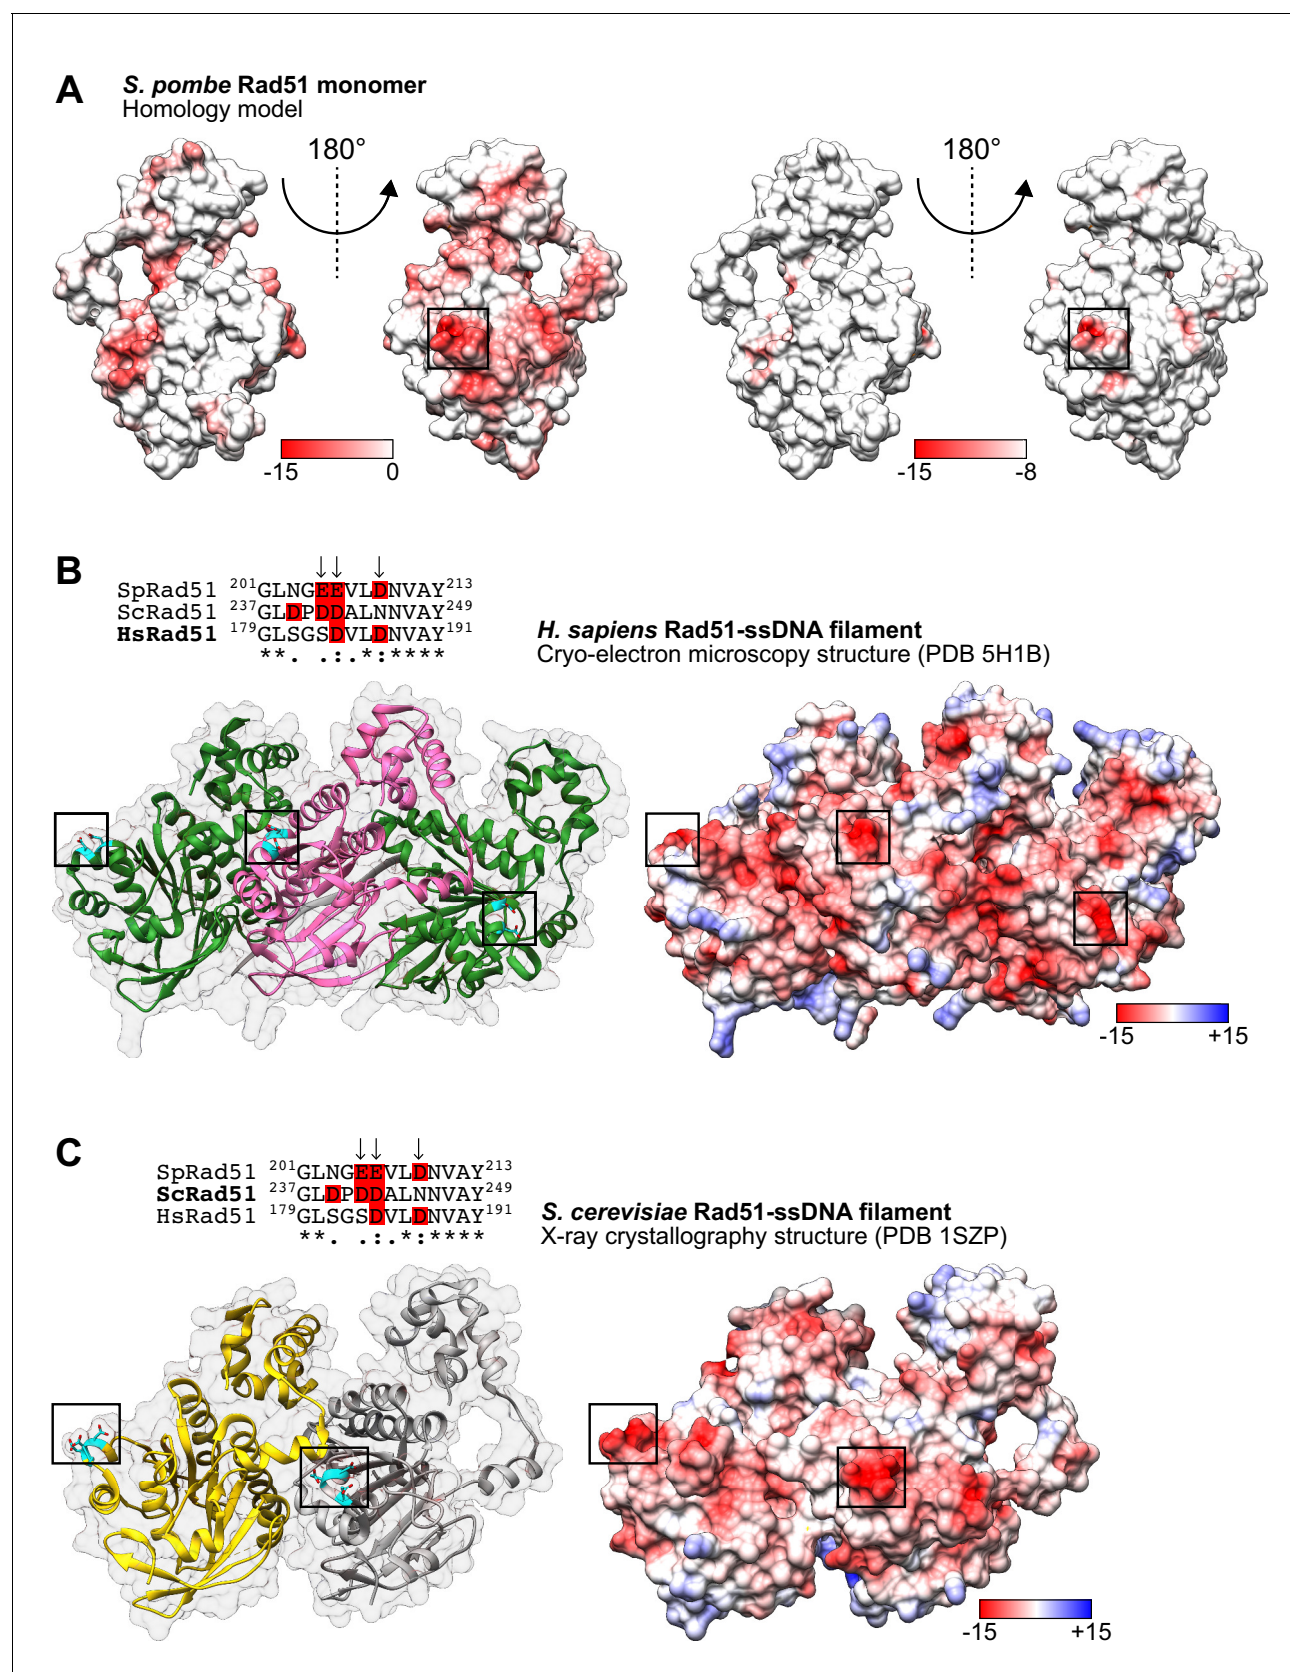 A
S. pombe Rad51 monomer
Homology model
180°
180°
-15 0
-15 -8
B
SpRad51 201GLNGEEVLDNVAY213
ScRad51 237GLDPDDALNNVAY249
HsRad51 179GLSGSDVLDNVAY191
**. .:.*:****
H. sapiens Rad51-ssDNA filament
Cryo-electron microscopy structure (PDB 5H1B)
-15 +15
C
SpRad51 201GLNGEEVLDNVAY213
ScRad51 237GLDPDDALNNVAY249
HsRad51 179GLSGSDVLDNVAY191
**. .:.*:****
S. cerevisiae Rad51-ssDNA filament
X-ray crystallography structure (PDB 1SZP)
-15 +15